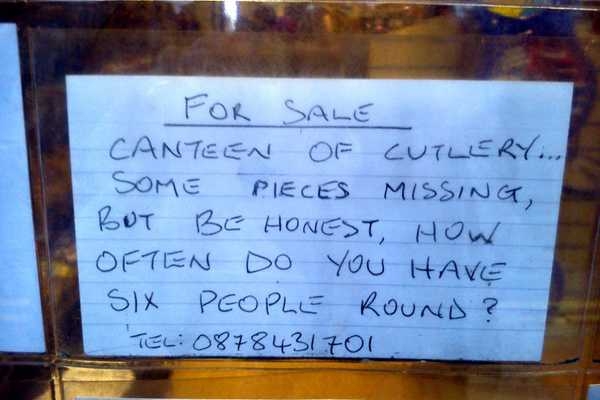 FOR SALE
CANTEEN OF CUTLERY...
SOME PIECES MISSING,
BUT BE HONEST, HOW
OFTEN DO YOU HAVE
SIX PEOPLE ROUND?
TEL: 0878431701